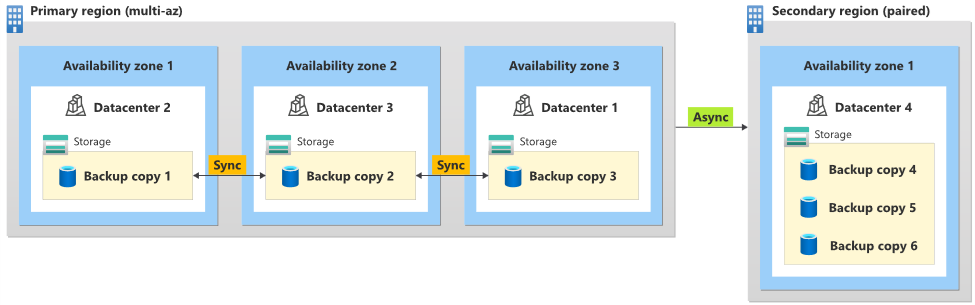 Primary region (multi-az)
Secondary region (paired)
Availability zone 1
Availability zone 2
Availability zone 3
Availability zone 1
Datacenter 2
Datacenter 3
Datacenter 1
Datacenter 4
Async
Storage
Storage
Storage
Storage
Backup copy 1
Sync
Backup copy 2
Sync
Backup copy 3
Backup copy 4
Backup copy 5
Backup copy 6